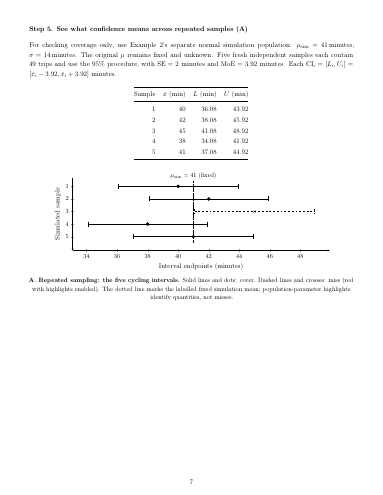 Step 5. See what confidence means across repeated samples (A)
For checking coverage only, use Example 2's separate normal simulation population: μsim = 41 minutes,
σ = 14 minutes. The original μ remains fixed and unknown. Five fresh independent samples each contain
49 trips and use the 95% procedure, with SE = 2 minutes and MoE = 3.92 minutes. Each CIᵢ = [Lᵢ, Uᵢ] =
[x̄ᵢ − 3.92, x̄ᵢ + 3.92] minutes.
Sample x̄ (min) L (min) U (min)
1 40 36.08 43.92
2 42 38.08 45.92
3 45 41.08 48.92
4 38 34.08 41.92
5 41 37.08 44.92
μsim = 41 (fixed)
Simulated sample
1
2
3
4
5
34 36 38 40 42 44 46 48
Interval endpoints (minutes)
A. Repeated sampling: the five cycling intervals. Solid lines and dots: cover. Dashed lines and crosses: miss (red
with highlights enabled). The dotted line marks the labelled fixed simulation mean; population-parameter highlights
identify quantities, not misses.
7